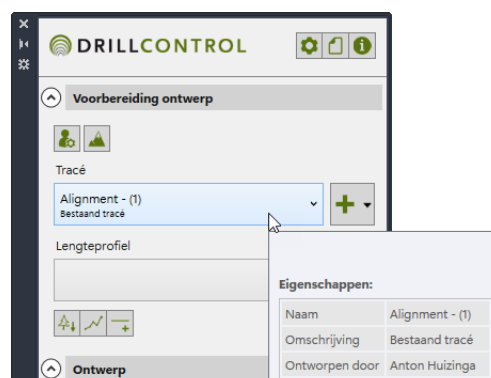 DRILLCONTROL
Voorbereiding ontwerp
Tracé
Alignment - (1)
Bestaand tracé
Lengteprofiel
Eigenschappen:
Naam Alignment - (1)
Omschrijving Bestaand tracé
Ontworpen door Anton Huizinga
Ontwerp